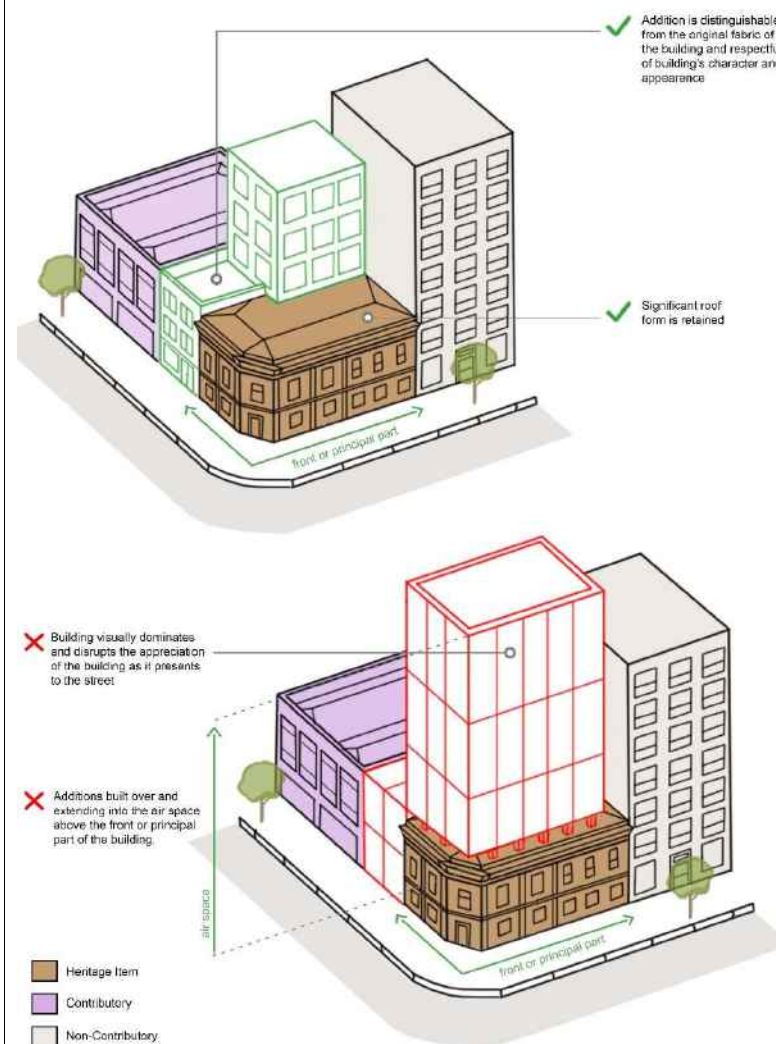 Addition is distinguishable
from the original fabric of
the building and respectfu
of building's character an
appearence
Significant roof
form is retained
front or principal part
Building visually dominates
and disrupts the appreciation
of the building as it presents
to the street
Additions built over and
extending into the air space
above the front or principal
part of the building.
air space
front or principal part
Heritage Item
Contributory
Non-Contributory